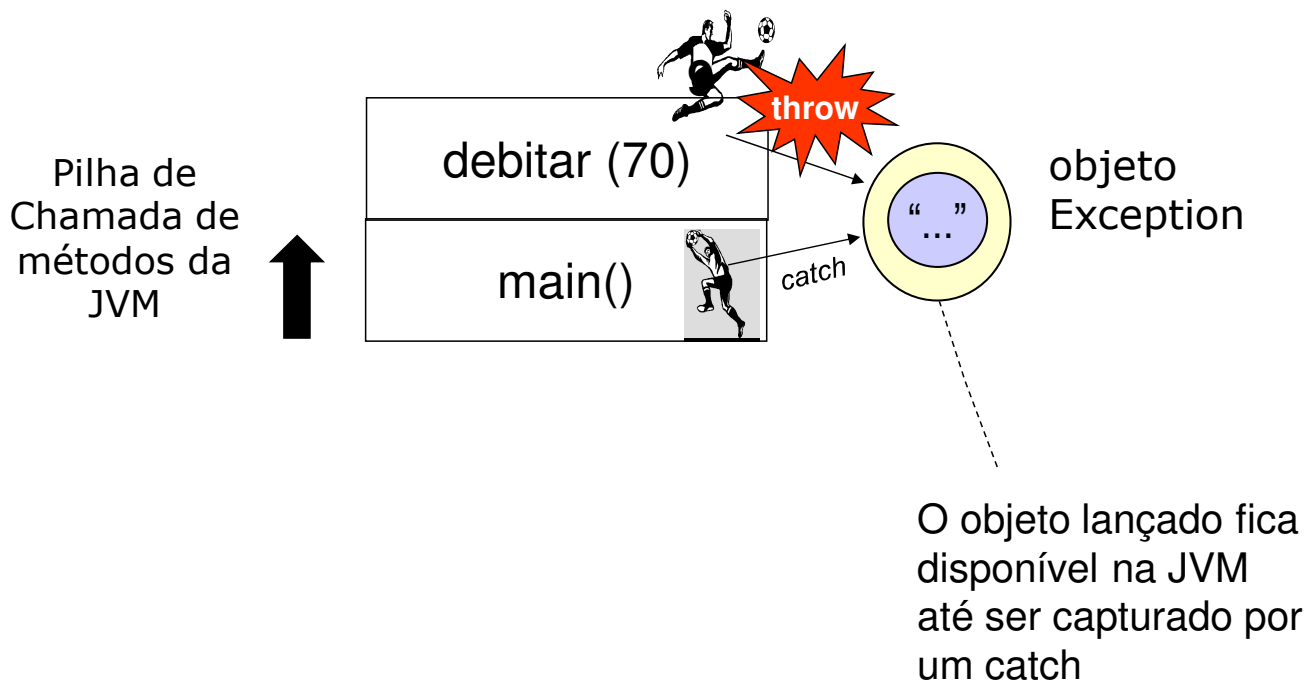 throw
debitar (70)
Pilha de
Chamada de
métodos da
JVM
main()
catch
“...”
objeto
Exception
O objeto lançado fica
disponível na JVM
até ser capturado por
um catch